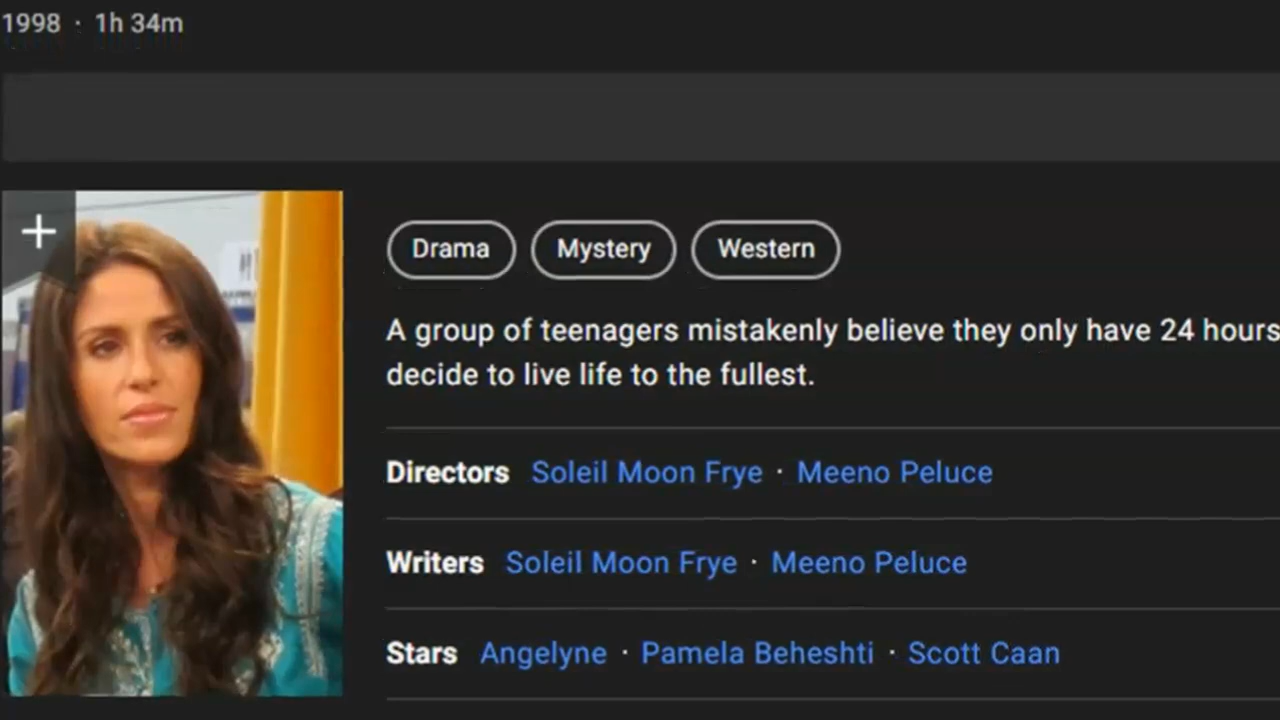 1998 · 1h 34m
Drama Mystery Western
A group of teenagers mistakenly believe they only have 24 hours
decide to live life to the fullest.
Directors Soleil Moon Frye · Meeno Peluce
Writers Soleil Moon Frye · Meeno Peluce
Stars Angelyne · Pamela Beheshti · Scott Caan